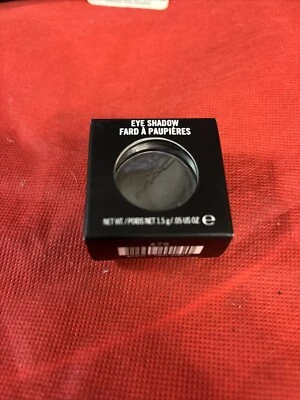 EYE SHADOW
FARD À PAUPIÈRES
NET WT./POIDS NET 1.5 g/.05 US OZ ℮